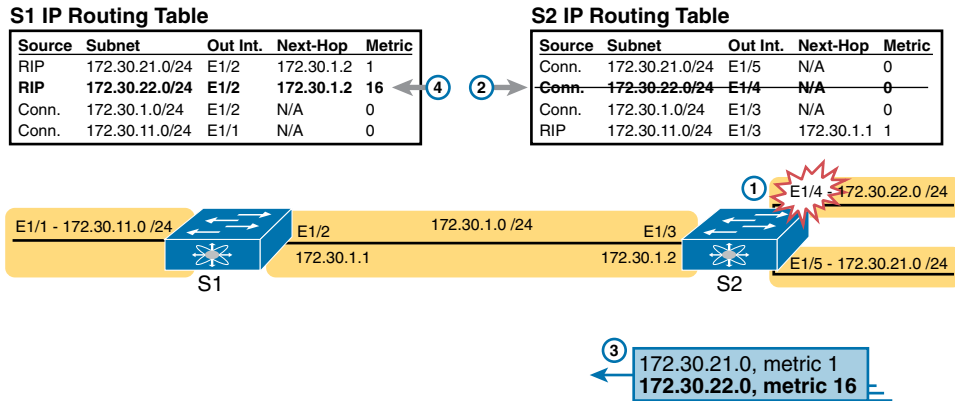 S1 IP Routing Table
Source Subnet Out Int. Next-Hop Metric
RIP 172.30.21.0/24 E1/2 172.30.1.2 1
RIP 172.30.22.0/24 E1/2 172.30.1.2 16
4
Conn. 172.30.1.0/24 E1/2 N/A 0
Conn. 172.30.11.0/24 E1/1 N/A 0
S2 IP Routing Table
Source Subnet Out Int. Next-Hop Metric
Conn. 172.30.21.0/24 E1/5 N/A 0
2
Conn. 172.30.22.0/24 E1/4 N/A 0
Conn. 172.30.1.0/24 E1/3 N/A 0
RIP 172.30.11.0/24 E1/3 172.30.1.1 1
1
E1/4 - 172.30.22.0 /24
E1/1 - 172.30.11.0 /24
E1/2
172.30.1.0 /24
E1/3
172.30.1.1
172.30.1.2
E1/5 - 172.30.21.0 /24
S1
S2
3
172.30.21.0, metric 1
172.30.22.0, metric 16